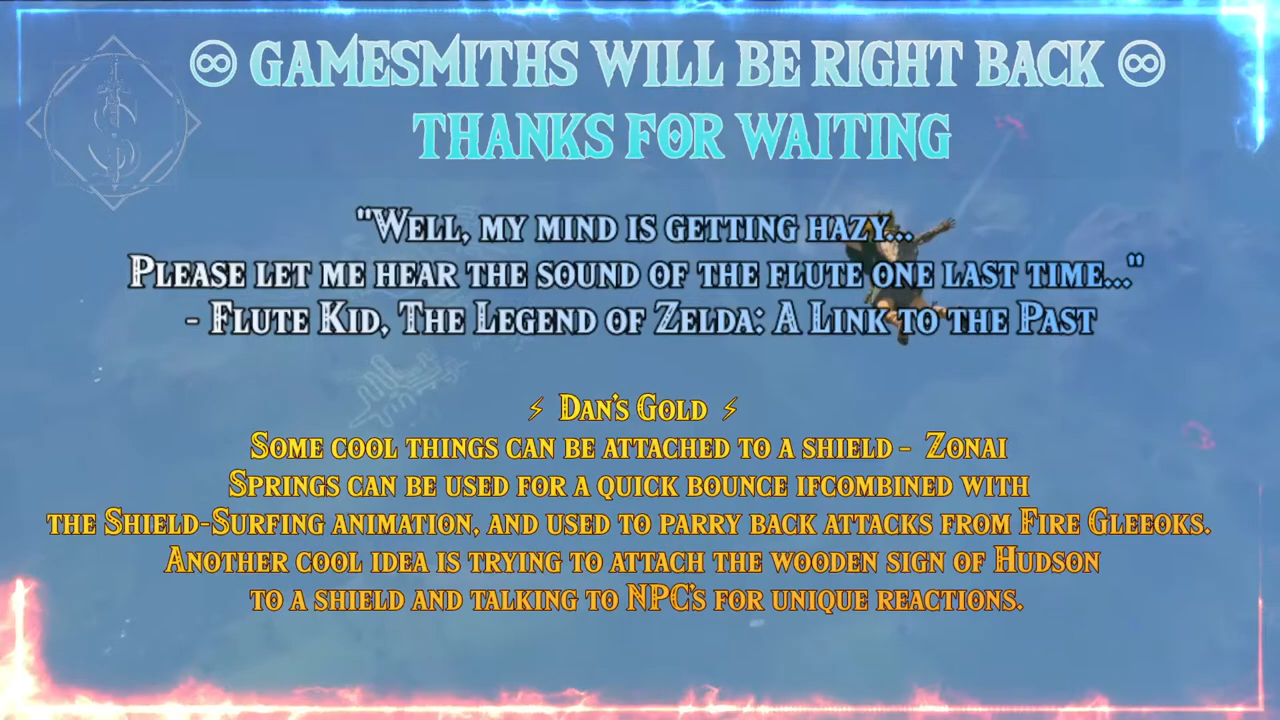 ♾ GAMESMITHS WILL BE RIGHT BACK ♾
THANKS FOR WAITING
"WELL, MY MIND IS GETTING HAZY...
PLEASE LET ME HEAR THE SOUND OF THE FLUTE ONE LAST TIME..."
- FLUTE KID, THE LEGEND OF ZELDA: A LINK TO THE PAST
⚡ DAN'S GOLD ⚡
SOME COOL THINGS CAN BE ATTACHED TO A SHIELD - ZONAI
SPRINGS CAN BE USED FOR A QUICK BOUNCE IFCOMBINED WITH
THE SHIELD-SURFING ANIMATION, AND USED TO PARRY BACK ATTACKS FROM FIRE GLEEOKS.
ANOTHER COOL IDEA IS TRYING TO ATTACH THE WOODEN SIGN OF HUDSON
TO A SHIELD AND TALKING TO NPC'S FOR UNIQUE REACTIONS.